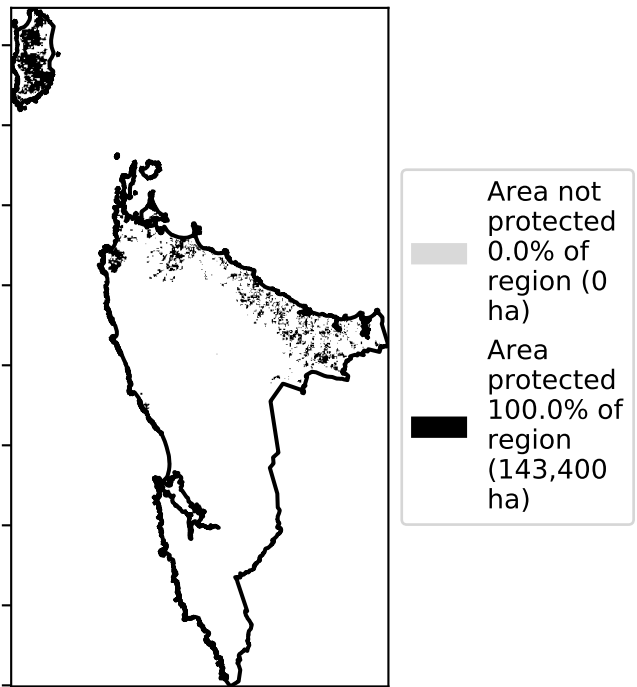 Area not
protected
0.0% of
region (0
ha)
Area
protected
100.0% of
region
(143,400
ha)